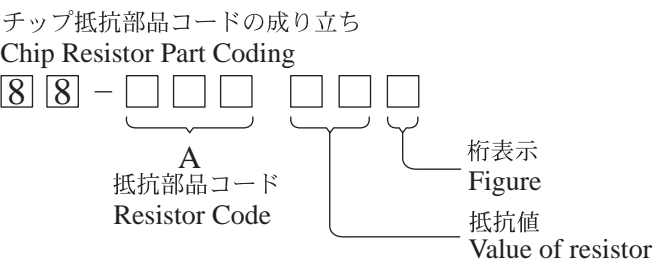 チップ抵抗部品コードの成り立ち
Chip Resistor Part Coding
8 8 - □ □ □ □ □ □
A
抵抗部品コード
Resistor Code
桁表示
Figure
抵抗値
Value of resistor